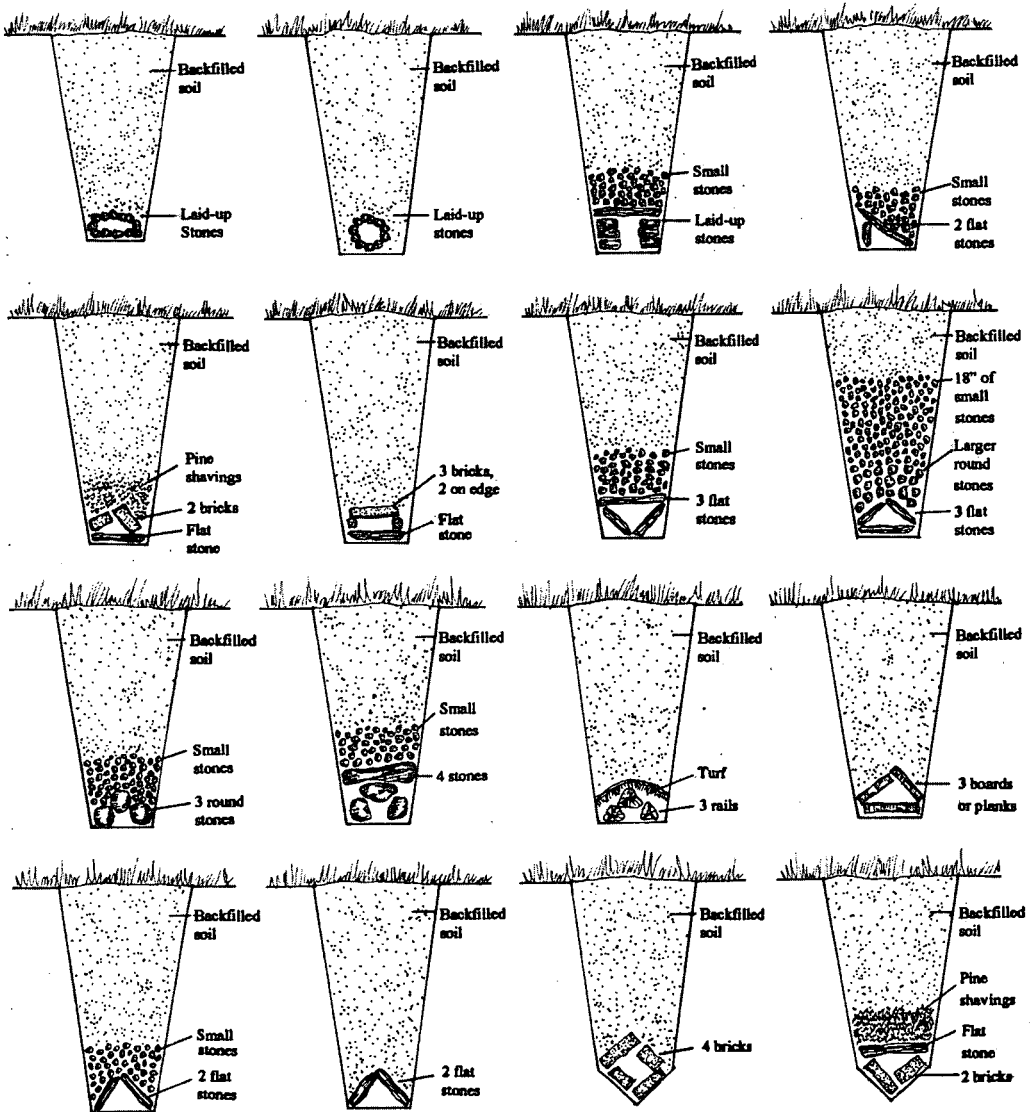 Backfilled
soil
Laid-up
Stones
Backfilled
soil
Laid-up
stones
Backfilled
soil
Small
stones
Laid-up
stones
Backfilled
soil
Small
stones
2 flat
stones
Backfilled
soil
Pine
shavings
2 bricks
Flat
stone
Backfilled
soil
3 bricks,
2 on edge
Flat
stone
Backfilled
soil
Small
stones
3 flat
stones
Backfilled
soil
18" of
small
stones
Larger
round
stones
3 flat
stones
Backfilled
soil
Small
stones
3 round
stones
Backfilled
soil
Small
stones
4 stones
Backfilled
soil
Turf
3 rails
Backfilled
soil
3 boards
or planks
Backfilled
soil
Small
stones
2 flat
stones
Backfilled
soil
2 flat
stones
Backfilled
soil
4 bricks
Backfilled
soil
Pine
shavings
Flat
stone
2 bricks